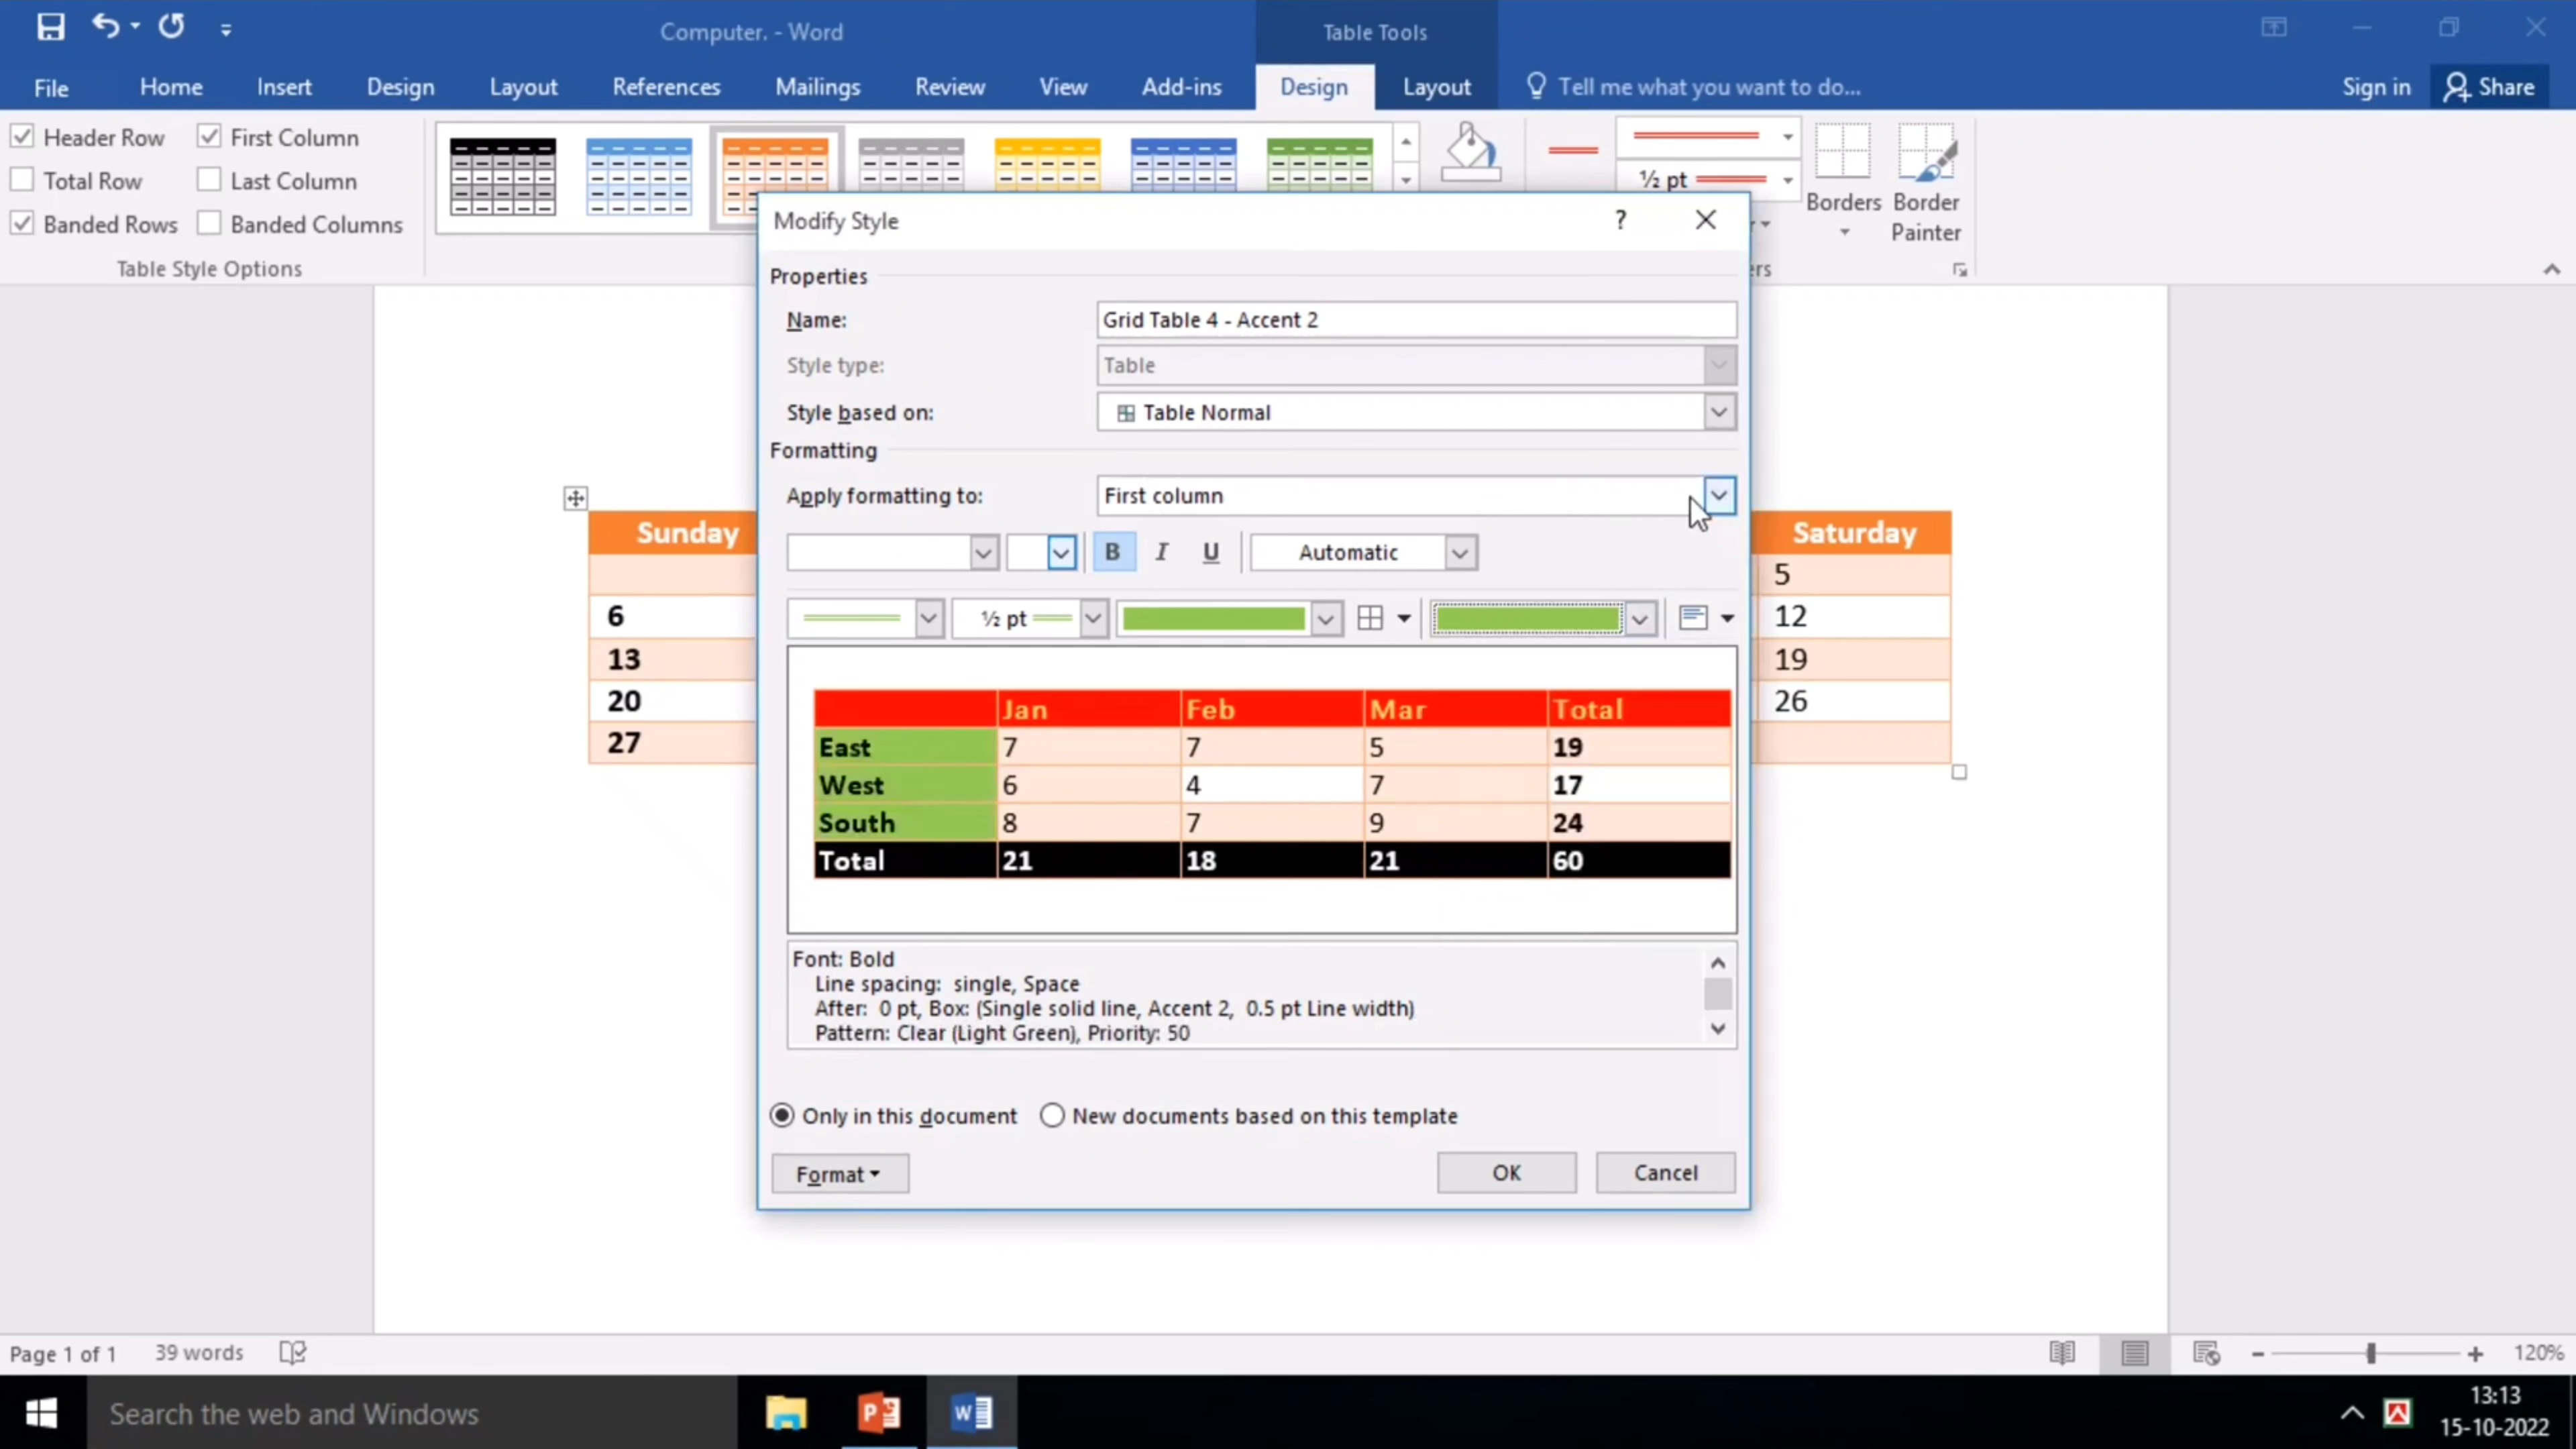 Computer. - Word
Table Tools
File Home Insert Design Layout References Mailings Review View Add-ins Design Layout Tell me what you want to do... Sign in Share
Header Row First Column
Total Row Last Column
Banded Rows Banded Columns
Table Style Options
½ pt
Borders
Border
Painter
Modify Style ?
Properties
Name: Grid Table 4 - Accent 2
Style type: Table
Style based on: Table Normal
Formatting
Apply formatting to: First column
B I U Automatic
½ pt
Jan Feb Mar Total
East 7 7 5 19
West 6 4 7 17
South 8 7 9 24
Total 21 18 21 60
Font: Bold
Line spacing: single, Space
After: 0 pt, Box: (Single solid line, Accent 2, 0.5 pt Line width)
Pattern: Clear (Light Green), Priority: 50
Only in this document New documents based on this template
Format OK Cancel
Sunday Saturday
5
6 12
13 19
20 26
27
Page 1 of 1 39 words 120%
Search the web and Windows
13:13
15-10-2022